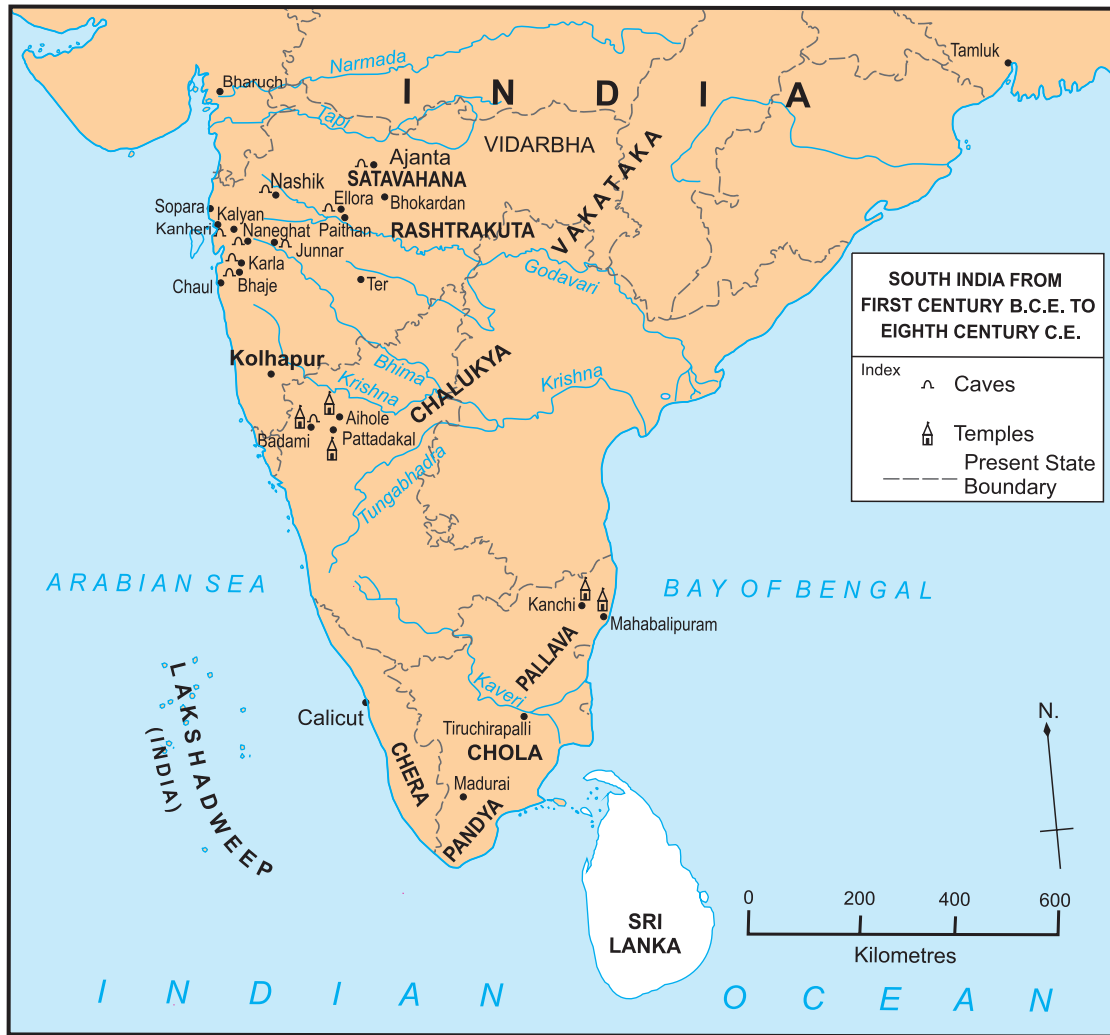 Tamluk
Narmada
Bharuch
I N D I A
Tapi
VIDARBHA
Ajanta
SATAVAHANA
Nashik
Ellora
Bhokardan
VAKATAKA
Sopara
Kalyan
Kanheri
Naneghat
Paithan
RASHTRAKUTA
Junnar
Karla
Godavari
Chaul
Bhaje
Ter
SOUTH INDIA FROM
FIRST CENTURY B.C.E. TO
EIGHTH CENTURY C.E.
Index
Caves
Temples
Present State
Boundary
Kolhapur
Bhima
Krishna
CHALUKYA
Krishna
Aihole
Badami
Pattadakal
Tungabhadra
ARABIAN SEA
BAY OF BENGAL
Kanchi
Mahabalipuram
PALLAVA
LAKSHADWEEP
(INDIA)
Kaveri
Calicut
Tiruchirapalli
CHOLA
CHERA
Madurai
PANDYA
N.
SRI
LANKA
0 200 400 600
Kilometres
INDIAN OCEAN